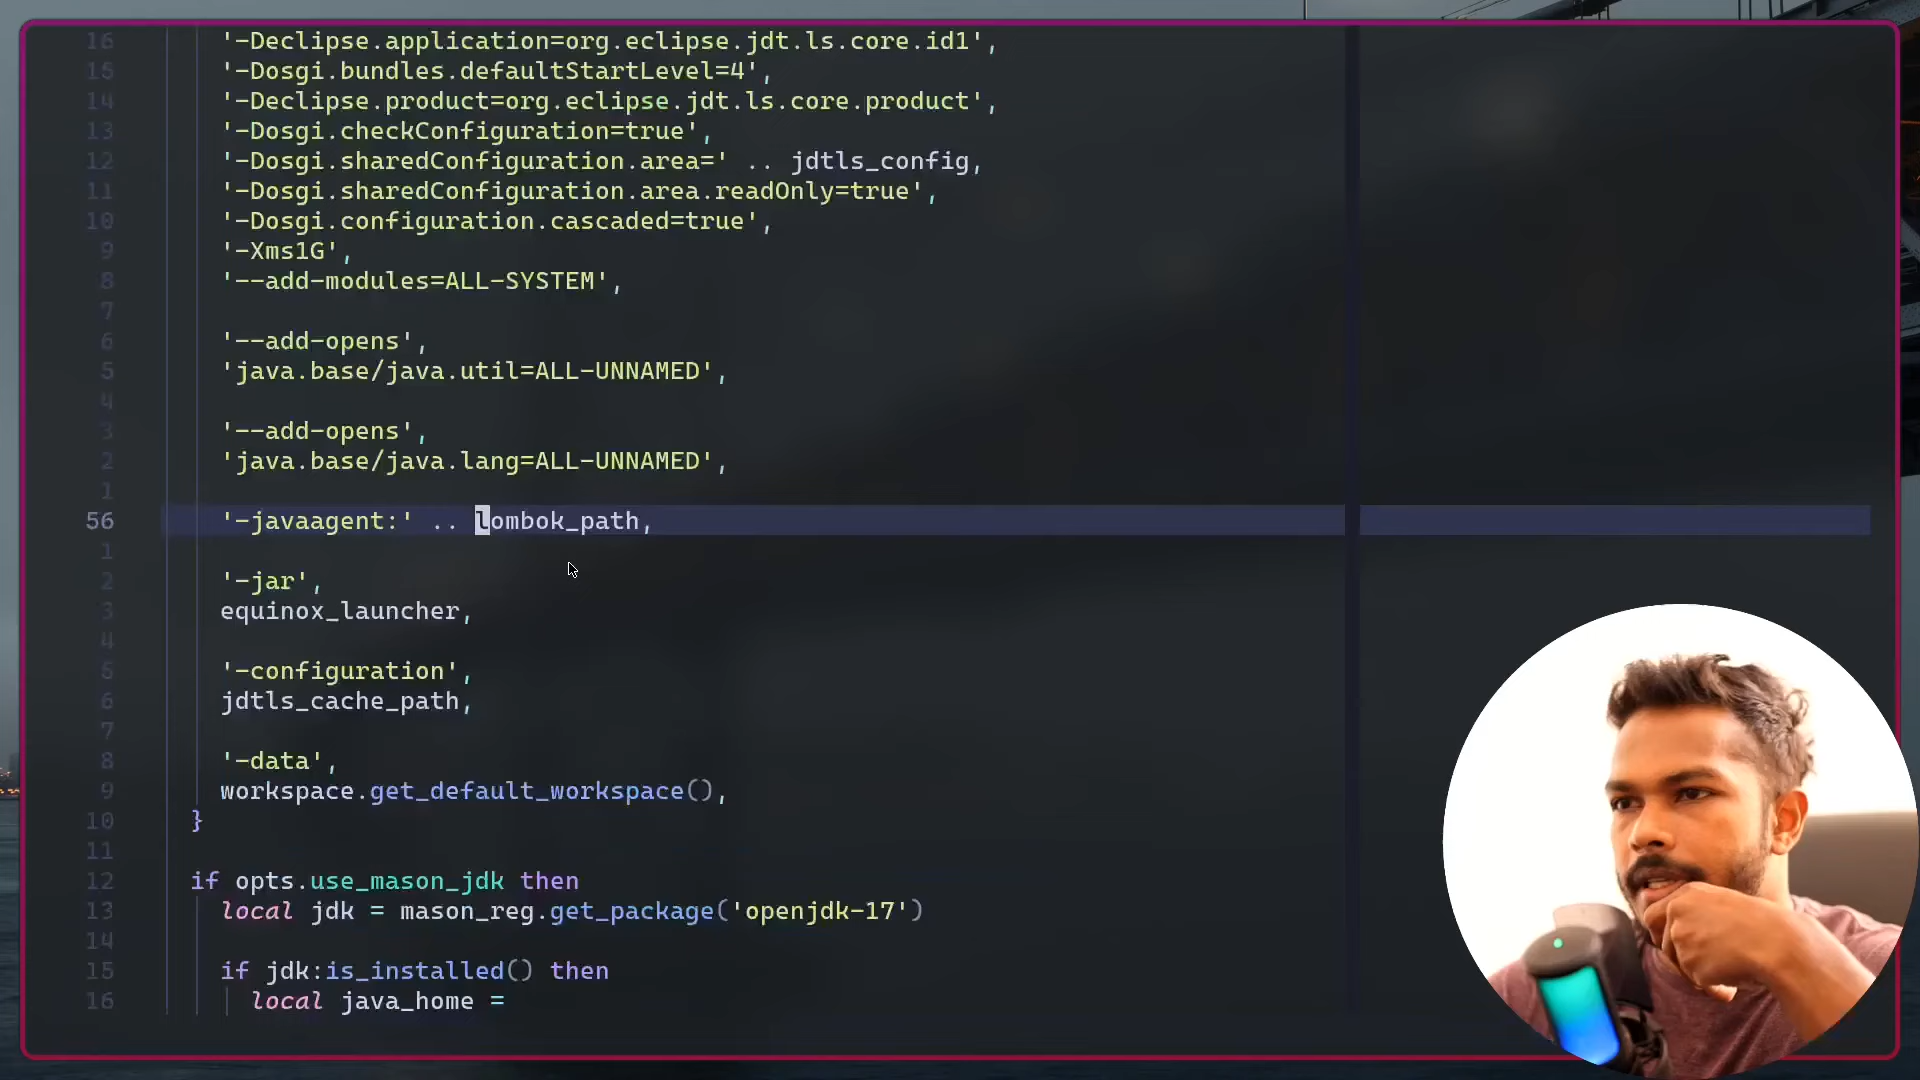 16 '-Declipse.application=org.eclipse.jdt.ls.core.id1',
15 '-Dosgi.bundles.defaultStartLevel=4',
14 '-Declipse.product=org.eclipse.jdt.ls.core.product',
13 '-Dosgi.checkConfiguration=true',
12 '-Dosgi.sharedConfiguration.area=' .. jdtls_config,
11 '-Dosgi.sharedConfiguration.area.readOnly=true',
10 '-Dosgi.configuration.cascaded=true',
9 '-Xms1G',
8 '--add-modules=ALL-SYSTEM',
7
6 '--add-opens',
5 'java.base/java.util=ALL-UNNAMED',
4
3 '--add-opens',
2 'java.base/java.lang=ALL-UNNAMED',
1
56 '-javaagent:' .. lombok_path,
1
2 '-jar',
3 equinox_launcher,
4
5 '-configuration',
6 jdtls_cache_path,
7
8 '-data',
9 workspace.get_default_workspace(),
10 }
11
12 if opts.use_mason_jdk then
13 local jdk = mason_reg.get_package('openjdk-17')
14
15 if jdk:is_installed() then
16 local java_home =